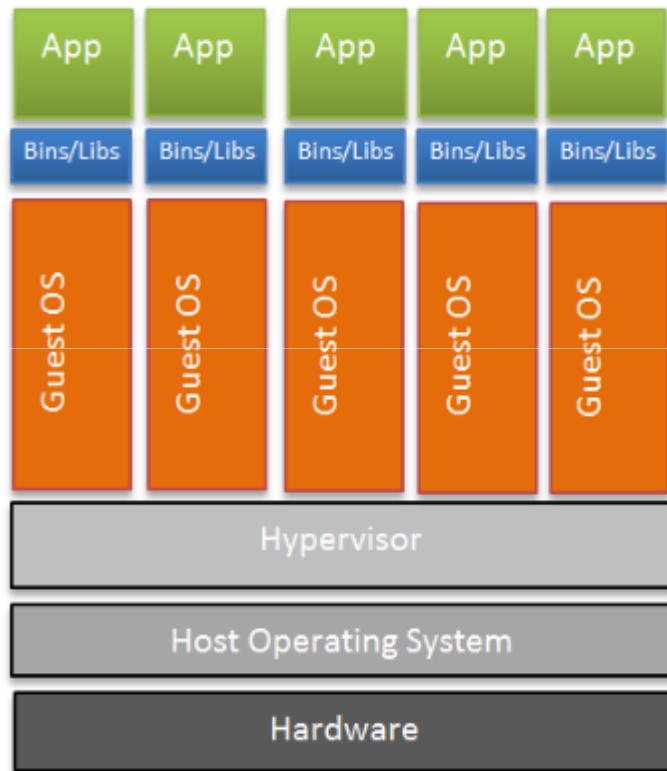 App App App App App
Bins/Libs Bins/Libs Bins/Libs Bins/Libs Bins/Libs
Guest OS Guest OS Guest OS Guest OS Guest OS
Hypervisor
Host Operating System
Hardware